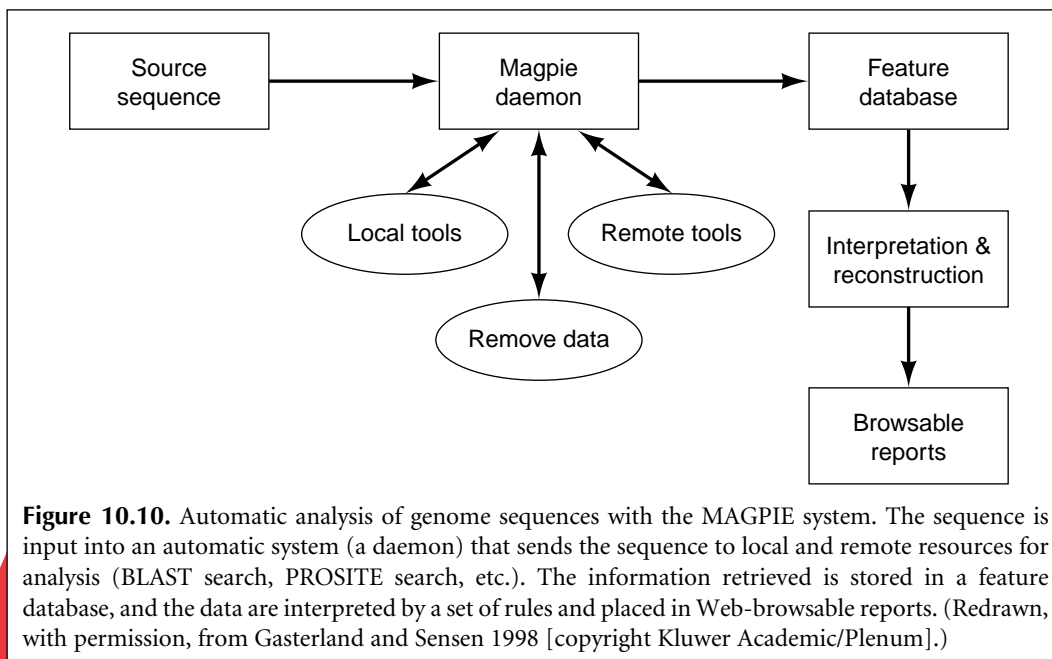 Source
sequence
Magpie
daemon
Feature
database
Local tools
Remote tools
Remove data
Interpretation &
reconstruction
Browsable
reports
Figure 10.10. Automatic analysis of genome sequences with the MAGPIE system. The sequence is
input into an automatic system (a daemon) that sends the sequence to local and remote resources for
analysis (BLAST search, PROSITE search, etc.). The information retrieved is stored in a feature
database, and the data are interpreted by a set of rules and placed in Web-browsable reports. (Redrawn,
with permission, from Gasterland and Sensen 1998 [copyright Kluwer Academic/Plenum].)